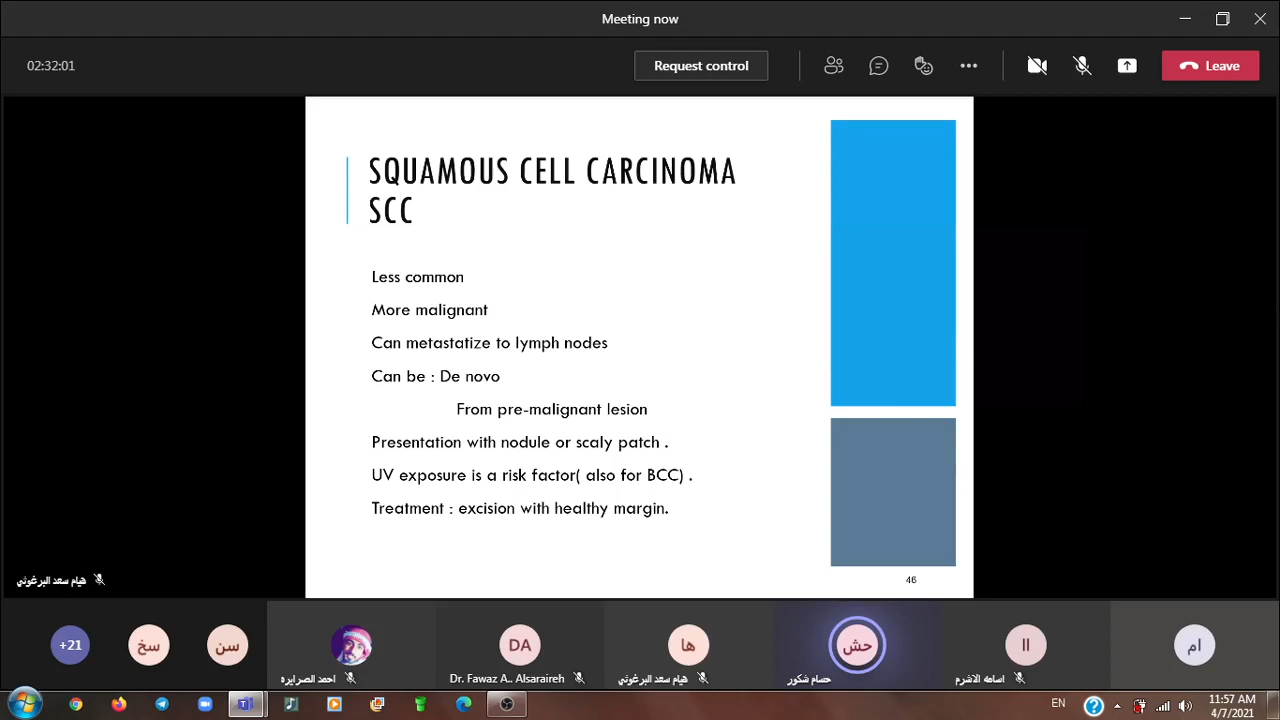 Meeting now
02:32:01
Request control
Leave
SQUAMOUS CELL CARCINOMA
SCC
Less common
More malignant
Can metastatize to lymph nodes
Can be : De novo
From pre-malignant lesion
Presentation with nodule or scaly patch .
UV exposure is a risk factor( also for BCC) .
Treatment : excision with healthy margin.
46
هيام سعد البرغوثي
+21
سخ
سن
احمد الصرايره
DA
Dr. Fawaz A.. Alsaraireh
ها
هيام سعد البرغوثي
حش
حسام شكور
اا
اسامه الاشرم
ام
EN
11:57 AM
4/7/2021